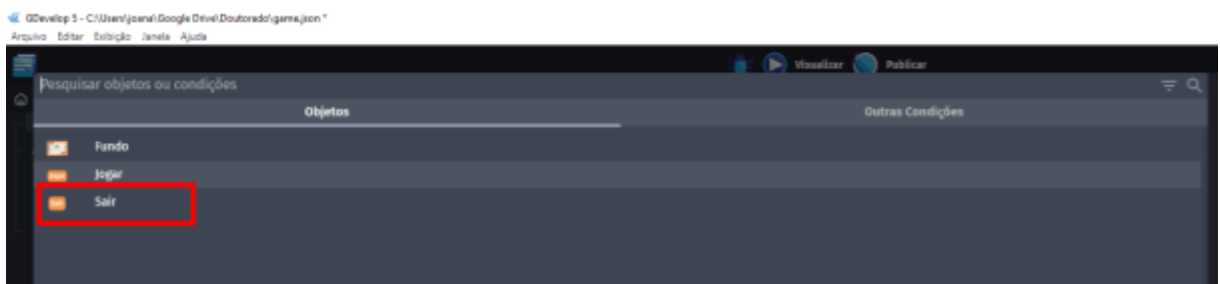 GDevelop 5 - C:\Users\joana\Google Drive\Doutorado\game.json *
Arquivo Editar Exibição Janela Ajuda
Visualizar Publicar
Pesquisar objetos ou condições
Objetos Outras Condições
Fundo
Jogar
Sair